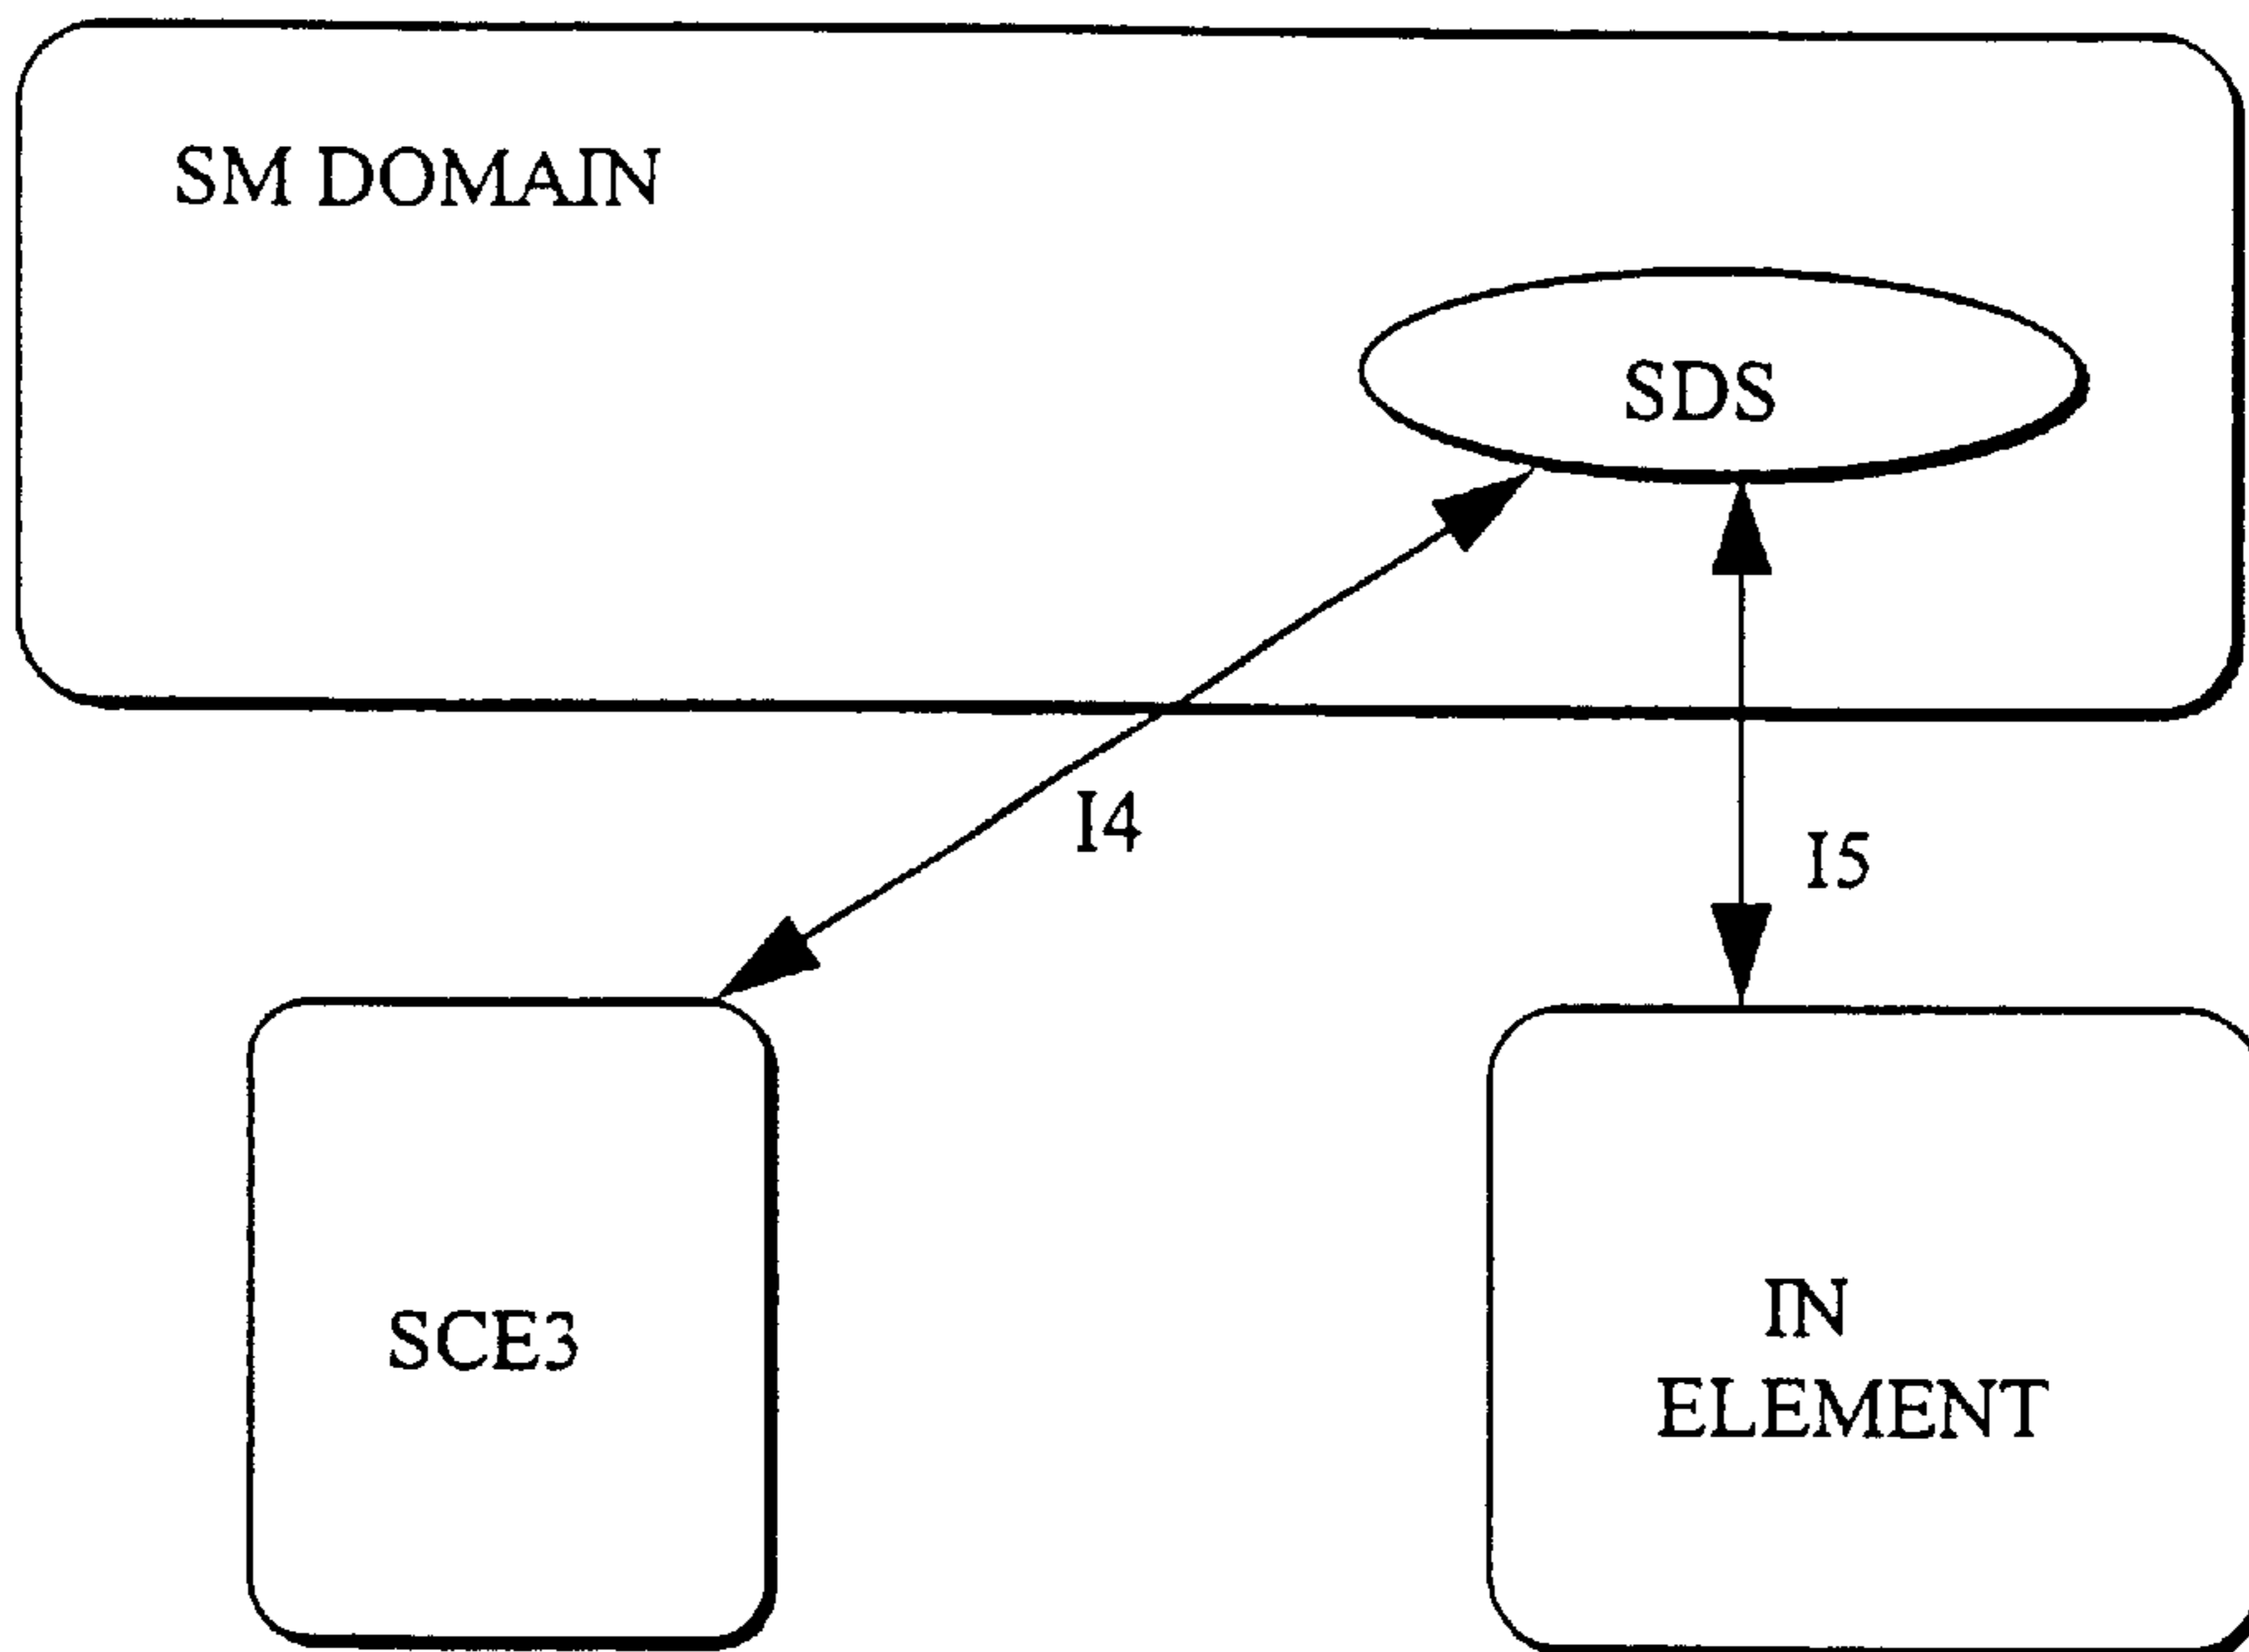 SM DOMAIN
SDS
I4
I5
SCE3
IN
ELEMENT